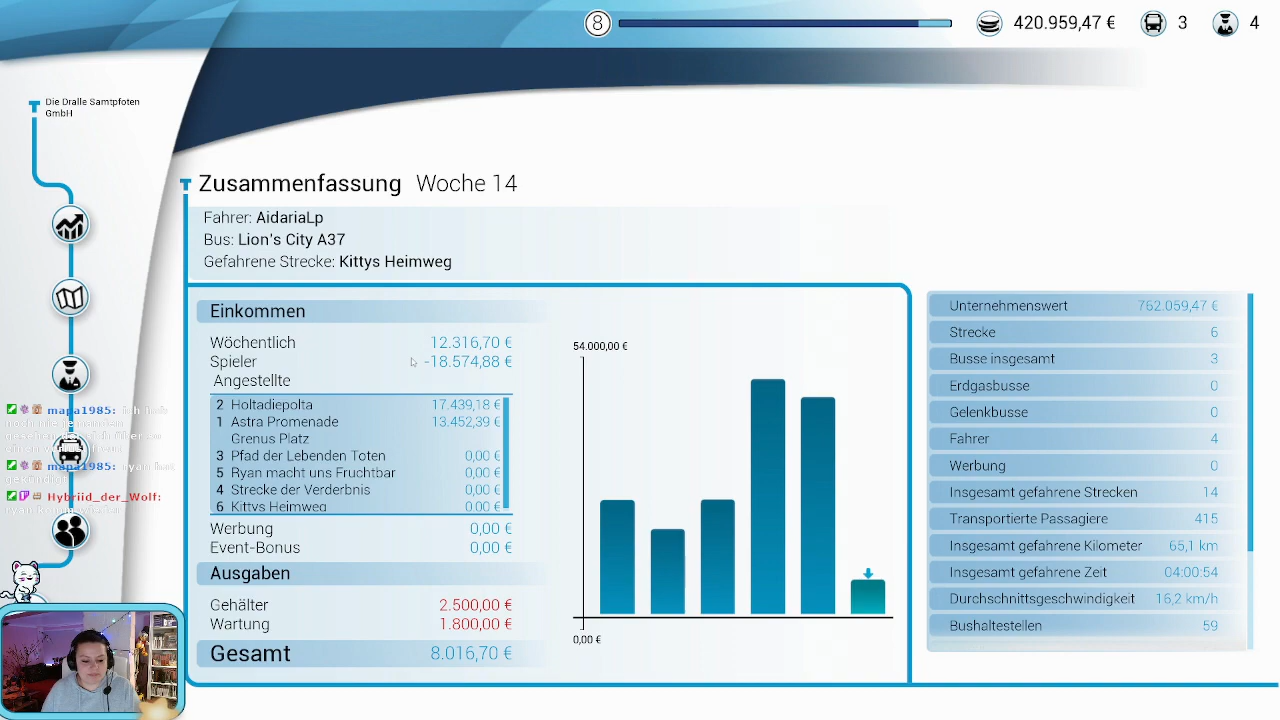 8
420.959,47 €
3
4
Die Dralle Samtpfoten
GmbH
Zusammenfassung Woche 14
Fahrer: AidariaLp
Bus: Lion's City A37
Gefahrene Strecke: Kittys Heimweg
Einkommen
Wöchentlich 12.316,70 €
Spieler -18.574,88 €
Angestellte
2 Holtadiepolta 17.439,18 €
1 Astra Promenade 13.452,39 €
Grenus Platz
3 Pfad der Lebenden Toten 0,00 €
5 Ryan macht uns Fruchtbar 0,00 €
4 Strecke der Verderbnis 0,00 €
6 Kittys Heimweg 0,00 €
Werbung 0,00 €
Event-Bonus 0,00 €
Ausgaben
Gehälter 2.500,00 €
Wartung 1.800,00 €
Gesamt 8.016,70 €
54.000,00 €
0,00 €
Unternehmenswert 762.059,47 €
Strecke 6
Busse insgesamt 3
Erdgasbusse 0
Gelenkbusse 0
Fahrer 4
Werbung 0
Insgesamt gefahrene Strecken 14
Transportierte Passagiere 415
Insgesamt gefahrene Kilometer 65,1 km
Insgesamt gefahrene Zeit 04:00:54
Durchschnittsgeschwindigkeit 16,2 km/h
Bushaltestellen 59
mapa1985: ich hab
mapa1985: ryan hat
Hybriid_der_Wolf: